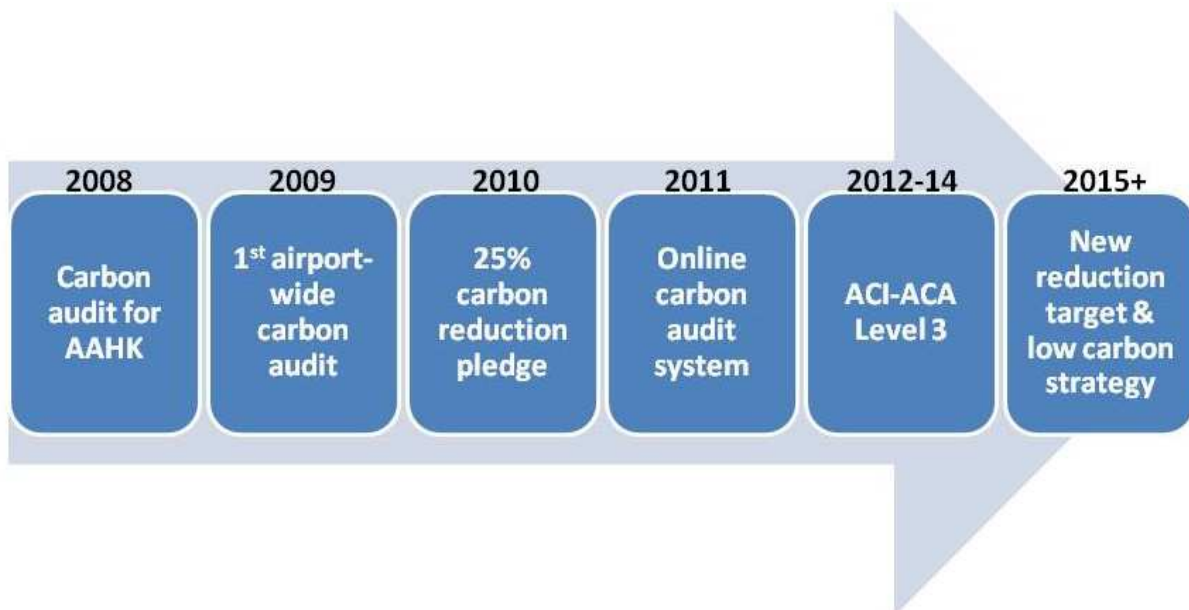 2008
Carbon
audit for
AAHK
2009
1st airport-
wide
carbon
audit
2010
25%
carbon
reduction
pledge
2011
Online
carbon
audit
system
2012-14
ACI-ACA
Level 3
2015+
New
reduction
target &
low carbon
strategy